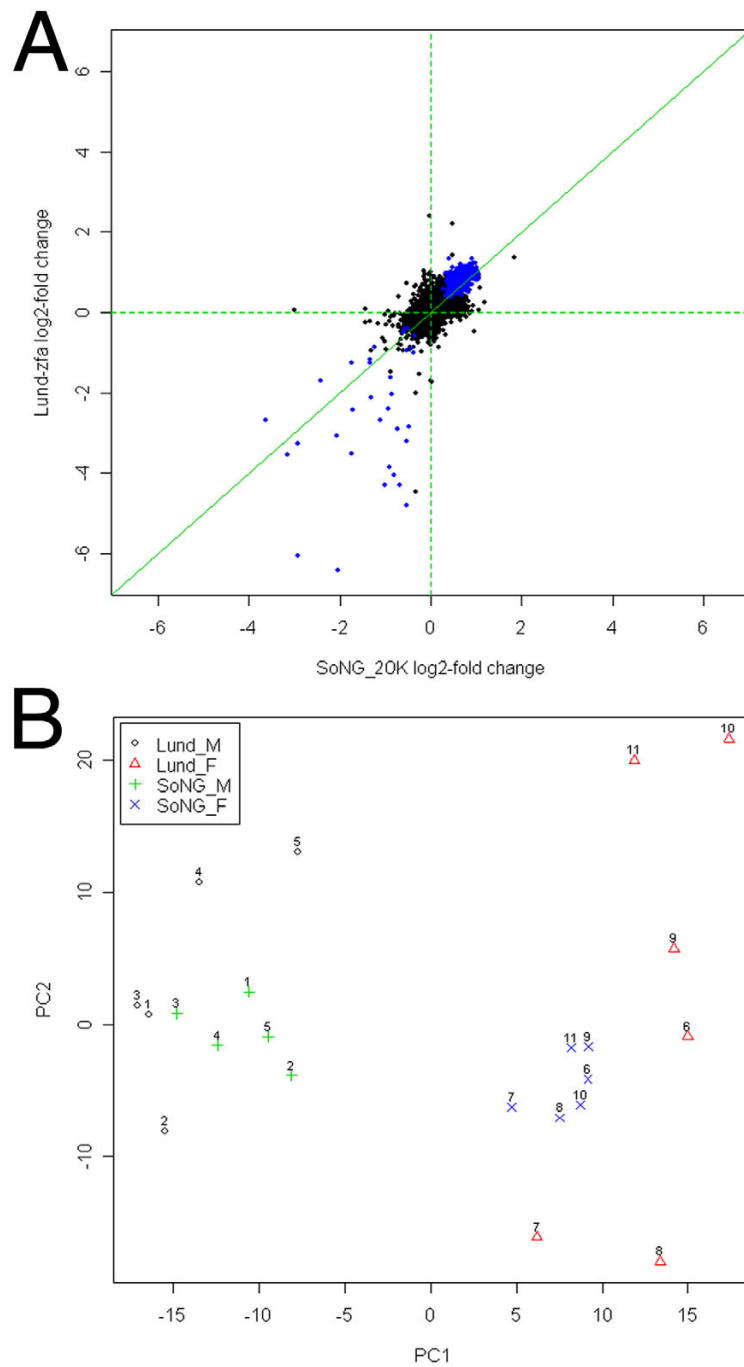 A
6
4
2
0
-2
-4
-6
Lund-zfa log2-fold change
-6 -4 -2 0 2 4 6
SoNG_20K log2-fold change
B
Lund_M
Lund_F
SoNG_M
SoNG_F
10
11
5
4
9
3 1 3 1
4 5
2
2
6
11 9
6
7 8 10
7
8
20
10
0
-10
PC2
-15 -10 -5 0 5 10 15
PC1